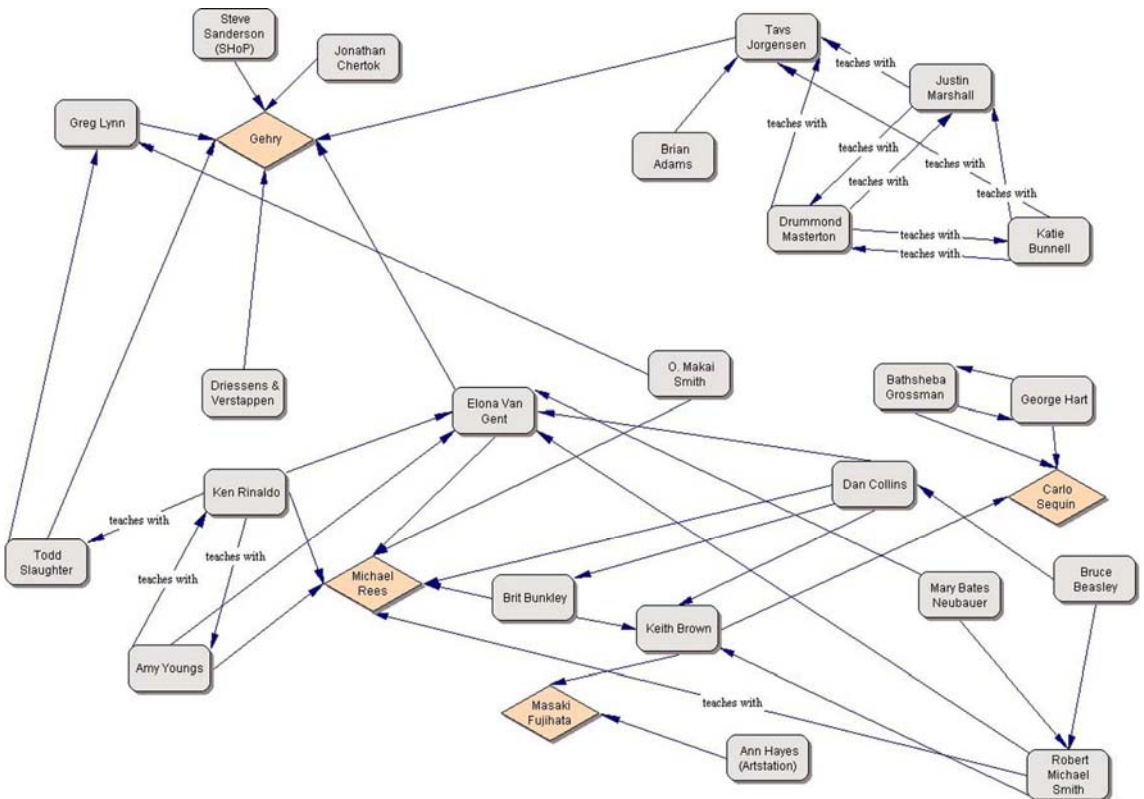 Steve
Sanderson
(SHoP)
Jonathan
Chertok
Tavs
Jorgensen
Justin
Marshall
Greg Lynn
Gehry
Brian
Adams
teaches with
teaches with
teaches with
teaches with
teaches with
Drummond
Masterton
teaches with
teaches with
Katie
Bunnell
Driessens &
Verstappen
O. Makai
Smith
Elona Van
Gent
Bathsheba
Grossman
George Hart
Ken Rinaldo
Dan Collins
Carlo
Sequin
teaches with
teaches with
teaches with
Todd
Slaughter
Michael
Rees
Brit Bunkley
Keith Brown
Mary Bates
Neubauer
Bruce
Beasley
Amy Youngs
Masaki
Fujihata
teaches with
Ann Hayes
(Artstation)
Robert
Michael
Smith